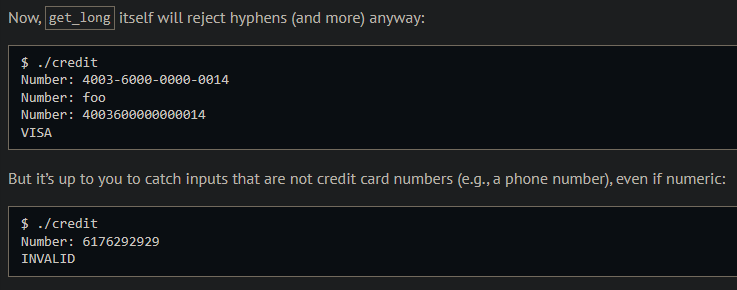 Now, get_long itself will reject hyphens (and more) anyway:
$ ./credit
Number: 4003-6000-0000-0014
Number: foo
Number: 4003600000000014
VISA
But it’s up to you to catch inputs that are not credit card numbers (e.g., a phone number), even if numeric:
$ ./credit
Number: 6176292929
INVALID